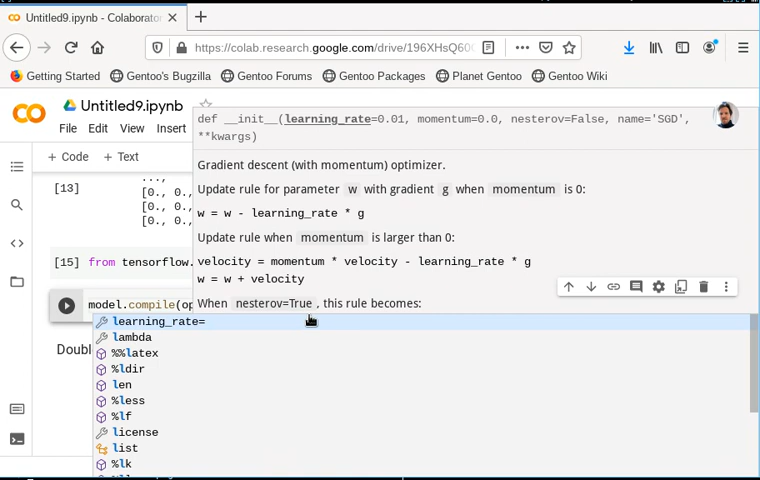 Untitled9.ipynb - Colaborator
https://colab.research.google.com/drive/196XHsQ60
Getting Started Gentoo's Bugzilla Gentoo Forums Gentoo Packages Planet Gentoo Gentoo Wiki
Untitled9.ipynb
File Edit View Insert
+ Code + Text
def __init__(learning_rate=0.01, momentum=0.0, nesterov=False, name='SGD',
**kwargs)
Gradient descent (with momentum) optimizer.
Update rule for parameter w with gradient g when momentum is 0:
w = w - learning_rate * g
Update rule when momentum is larger than 0:
velocity = momentum * velocity - learning_rate * g
w = w + velocity
When nesterov=True , this rule becomes:
...,
[13] [0., 0.,
[0., 0.,
[0., 0.,
[15] from tensorflow.
model.compile(op
Doubl
learning_rate=
lambda
%%latex
%ldir
len
%less
%lf
license
list
%lk